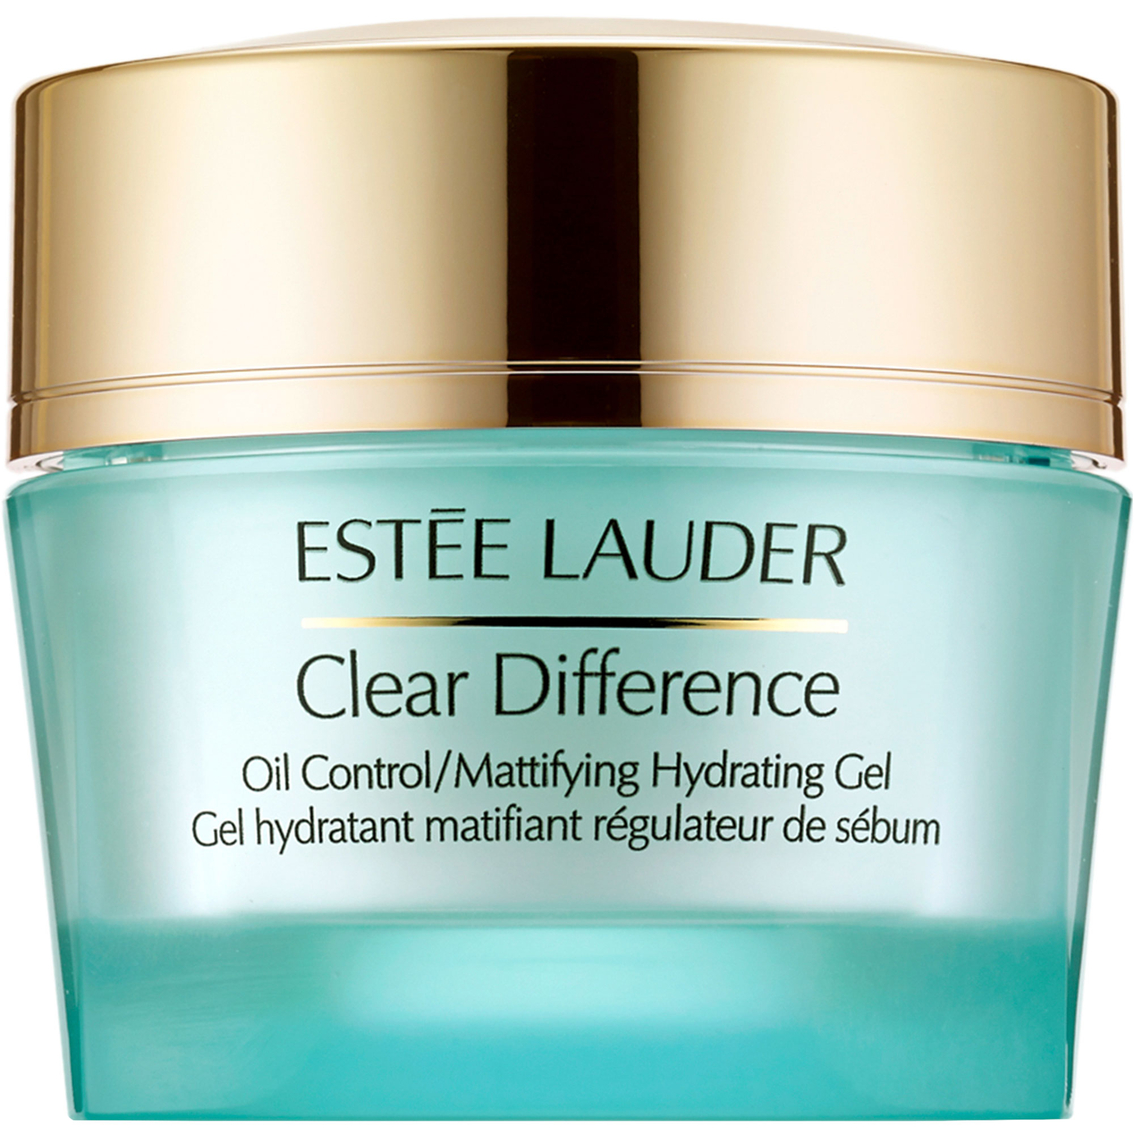 ESTĒE LAUDER
Clear Difference
Oil Control/Mattifying Hydrating Gel
Gel hydratant matifiant régulateur de sébum